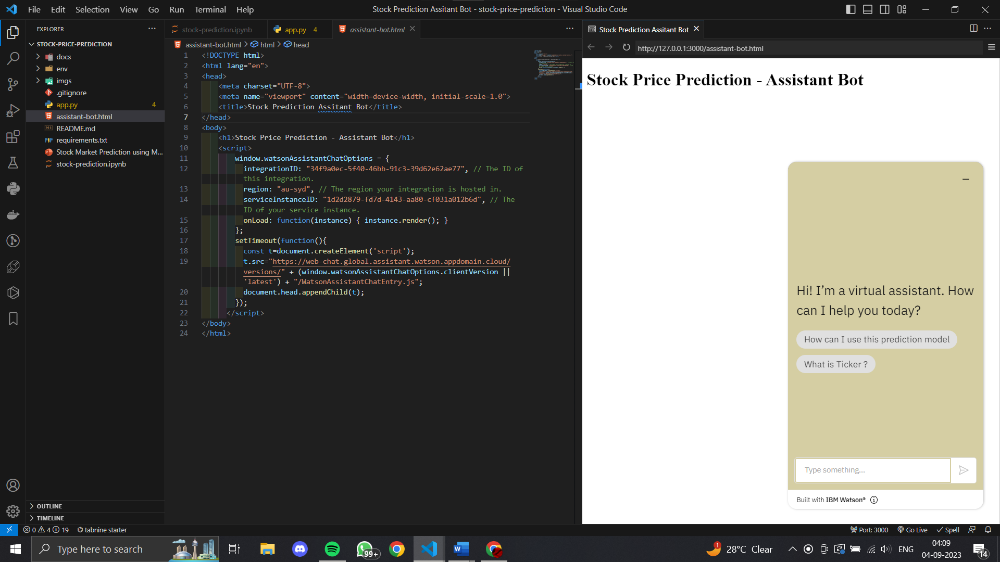 File Edit Selection View Go Run Terminal Help
Stock Prediction Assitant Bot - stock-price-prediction - Visual Studio Code
EXPLORER
STOCK-PRICE-PREDICTION
docs
env
imgs
.gitignore
app.py 4
assistant-bot.html
README.md
requirements.txt
Stock Market Prediction using M...
stock-prediction.ipynb
OUTLINE
TIMELINE
stock-prediction.ipynb app.py 4 assistant-bot.html
assistant-bot.html > html > head
1 <!DOCTYPE html>
2 <html lang="en">
3 <head>
4 <meta charset="UTF-8">
5 <meta name="viewport" content="width=device-width, initial-scale=1.0">
6 <title>Stock Prediction Assitant Bot</title>
7 </head>
8 <body>
9 <h1>Stock Price Prediction - Assistant Bot</h1>
10 <script>
11 window.watsonAssistantChatOptions = {
12 integrationID: "34f9a0ec-5f40-46bb-91c3-39d62e62ae77", // The ID of
this integration.
13 region: "au-syd", // The region your integration is hosted in.
14 serviceInstanceID: "1d2d2879-fd7d-4143-aa80-cf031a012b6d", // The
ID of your service instance.
15 onLoad: function(instance) { instance.render(); }
16 };
17 setTimeout(function(){
18 const t=document.createElement('script');
19 t.src="https://web-chat.global.assistant.watson.appdomain.cloud/
versions/" + (window.watsonAssistantChatOptions.clientVersion ||
'latest') + "/WatsonAssistantChatEntry.js";
20 document.head.appendChild(t);
21 });
22 </script>
23 </body>
24 </html>
Stock Prediction Assitant Bot
http://127.0.0.1:3000/assistant-bot.html
Stock Price Prediction - Assistant Bot
Hi! I'm a virtual assistant. How
can I help you today?
How can I use this prediction model
What is Ticker ?
Type something...
Built with IBM Watson®
0 4 19 tabnine starter
Port: 3000 Go Live Spell
Type here to search
99+
1
28°C Clear
ENG
04:09
04-09-2023
14